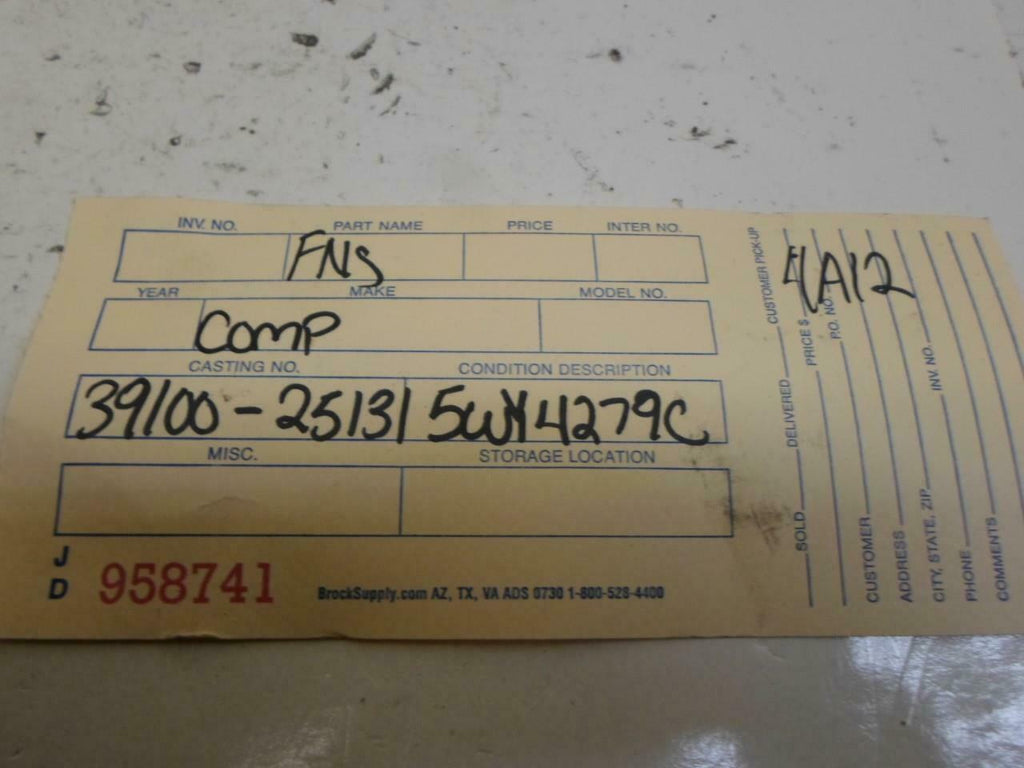 INV. NO. PART NAME PRICE INTER NO.
FNS
YEAR MAKE MODEL NO.
Comp
CASTING NO. CONDITION DESCRIPTION
39100-25131 5WY4279C
MISC. STORAGE LOCATION
J
D
958741
BrockSupply.com AZ, TX, VA ADS 0730 1-800-528-4400
SOLD DELIVERED CUSTOMER PICK-UP
PRICE $
P.O. NO.
CUSTOMER
ADDRESS
CITY, STATE, ZIP INV. NO.
PHONE
COMMENTS